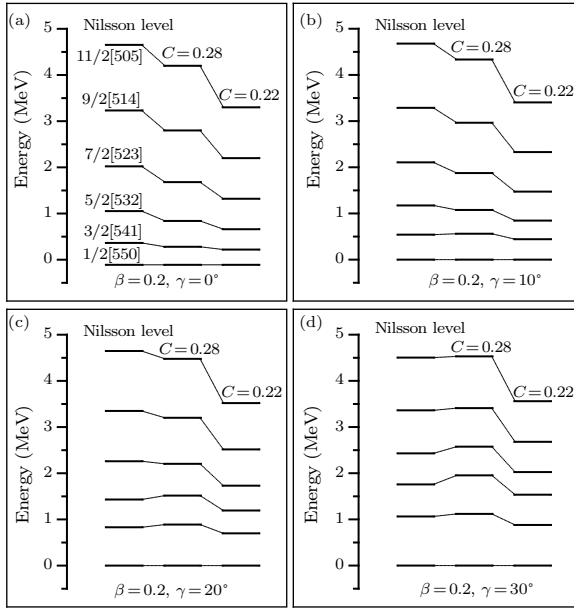 (a)
Nilsson level
C=0.28
C=0.22
11/2[505]
9/2[514]
7/2[523]
5/2[532]
3/2[541]
1/2[550]
Energy (MeV)
5
4
3
2
1
0
β=0.2, γ=0°
(b)
Nilsson level
C=0.28
C=0.22
Energy (MeV)
5
4
3
2
1
0
β=0.2, γ=10°
(c)
Nilsson level
C=0.28
C=0.22
Energy (MeV)
5
4
3
2
1
0
β=0.2, γ=20°
(d)
Nilsson level
C=0.28
C=0.22
Energy (MeV)
5
4
3
2
1
0
β=0.2, γ=30°